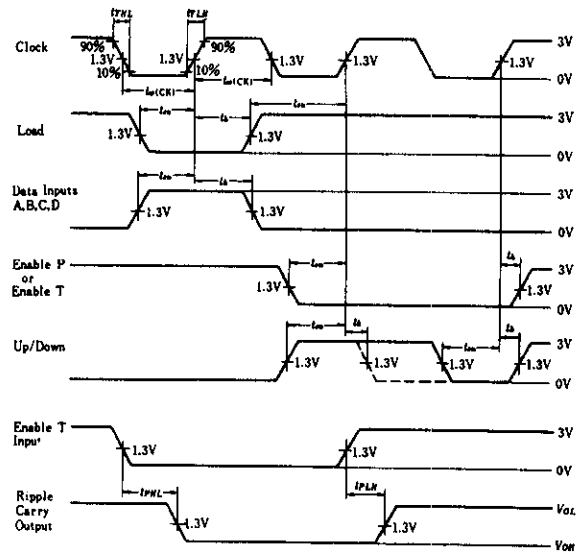 tTHL tTLH
Clock 90% 90% 3V
1.3V 1.3V 1.3V 1.3V 1.3V
10% 10% 0V
tw(CK) tw(CK)
tsu th tsu 3V
Load 1.3V 1.3V
0V
tsu th
Data Inputs 3V
A,B,C,D 1.3V 1.3V
0V
Enable P tsu th 3V
or 1.3V 1.3V
Enable T 0V
tsu th tsu th 3V
Up/Down 1.3V 1.3V 1.3V 1.3V
0V
Enable T 3V
Input 1.3V 1.3V
0V
tPHL tPLH
Ripple VOL
Carry 1.3V 1.3V
Output VOH